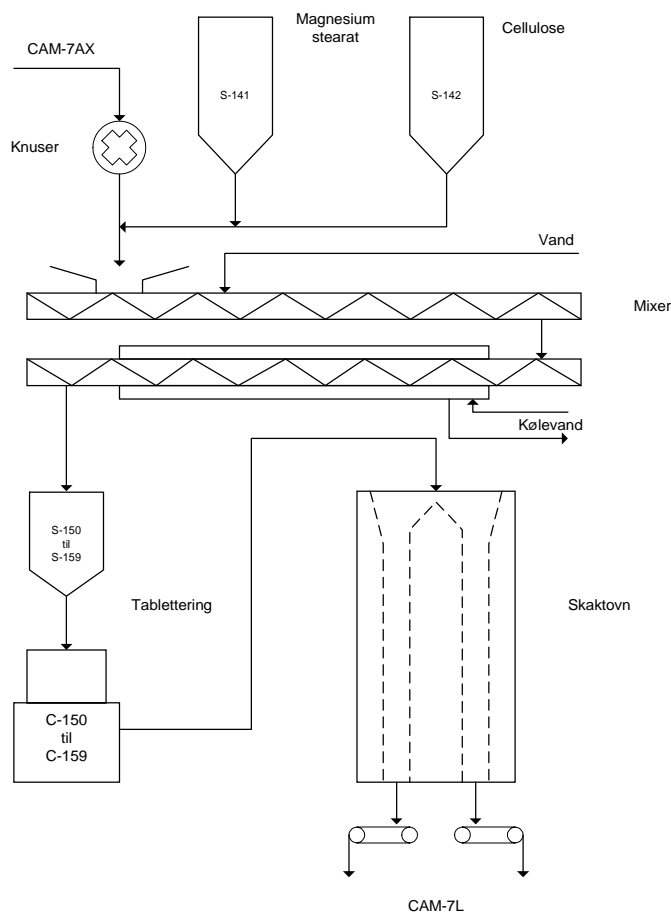 Magnesium
stearat
Cellulose
CAM-7AX
S-141
S-142
Knuser
Vand
Mixer
Kølevand
S-150
til
S-159
Tablettering
Skaktovn
C-150
til
C-159
CAM-7L